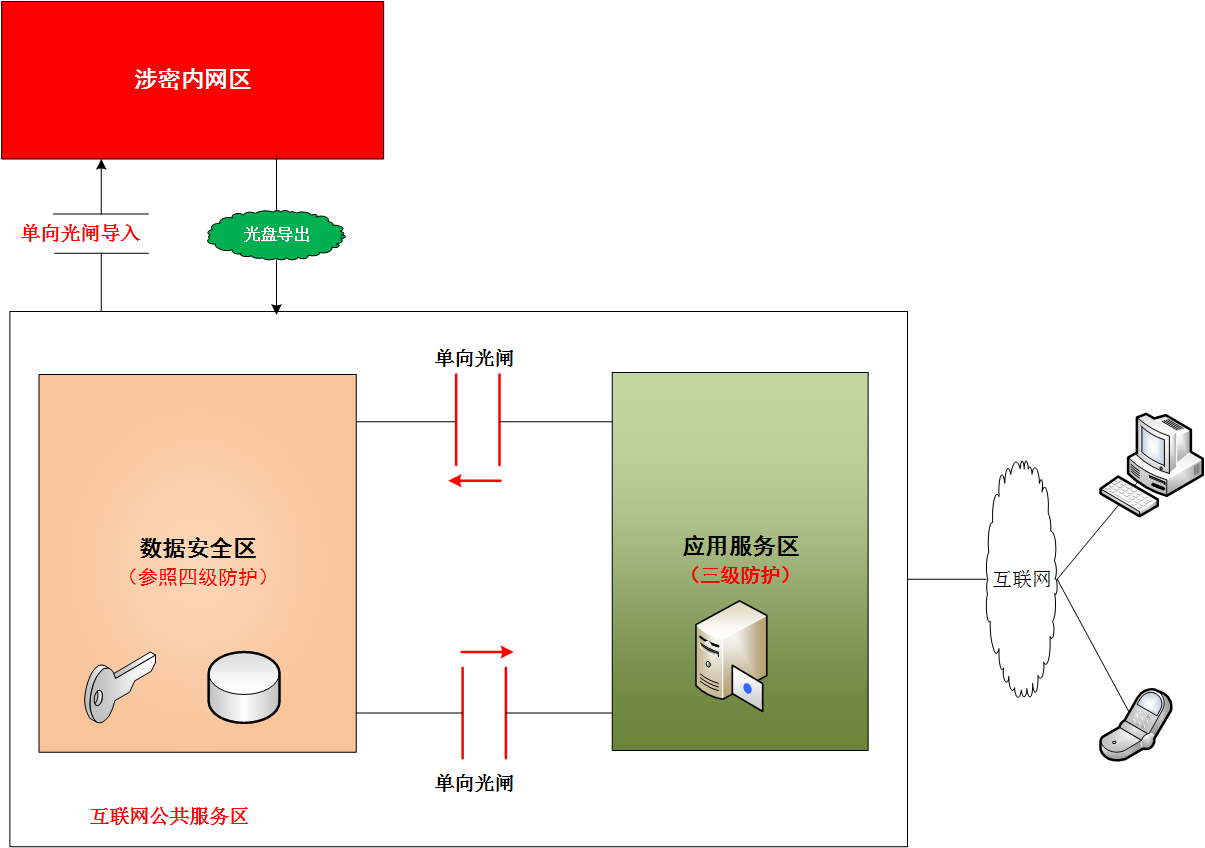 涉密内网区
单向光闸导入
光盘导出
单向光闸
数据安全区
（参照四级防护）
应用服务区
（三级防护）
互联网
单向光闸
互联网公共服务区